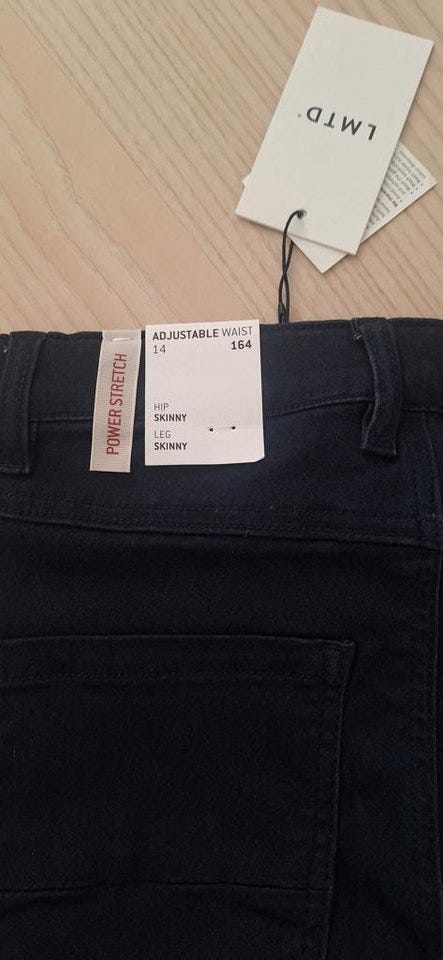 LMTD®
POWER STRETCH
ADJUSTABLE WAIST
14 164
HIP
SKINNY
LEG
SKINNY